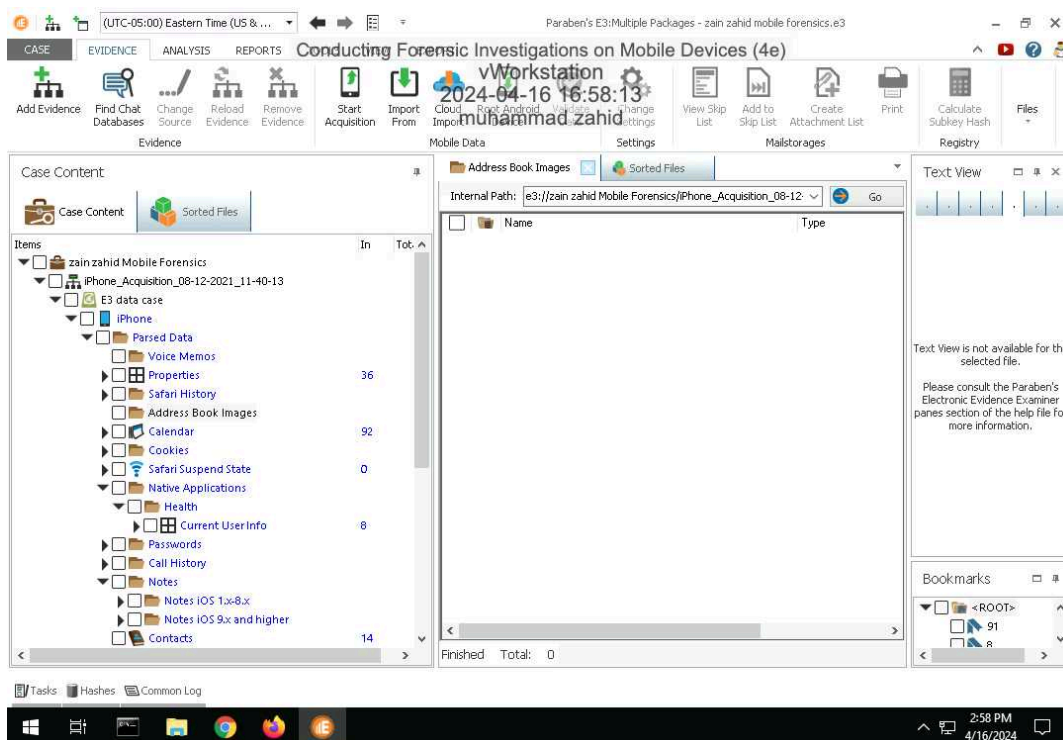 (UTC-05:00) Eastern Time (US & ...
Paraben's E3:Multiple Packages - zain zahid mobile forensics.e3
CASE EVIDENCE ANALYSIS REPORTS
Conducting Forensic Investigations on Mobile Devices (4e)
vWorkstation
2024-04-16 16:58:13
muhammad zahid
Add Evidence
Find Chat Databases
Change Source
Reload Evidence
Remove Evidence
Start Acquisition
Import From
Cloud Import
Root Android
Change Settings
View Skip List
Add to Skip List
Create Attachment List
Print
Calculate Subkey Hash
Files
Evidence
Mobile Data
Settings
Mailstorages
Registry
Case Content
Case Content
Sorted Files
Items In Tot
zain zahid Mobile Forensics
iPhone_Acquisition_08-12-2021_11-40-13
E3 data case
iPhone
Parsed Data
Voice Memos
Properties 36
Safari History
Address Book Images
Calendar 92
Cookies
Safari Suspend State 0
Native Applications
Health
Current User Info 8
Passwords
Call History
Notes
Notes iOS 1.x-8.x
Notes iOS 9.x and higher
Contacts 14
Address Book Images
Sorted Files
Internal Path: e3://zain zahid Mobile Forensics/iPhone_Acquisition_08-12- Go
Name Type
Finished Total: 0
Text View
Text View is not available for th
selected file.
Please consult the Paraben's
Electronic Evidence Examiner
panes section of the help file fo
more information.
Bookmarks
<ROOT>
91
8
Tasks Hashes Common Log
2:58 PM
4/16/2024